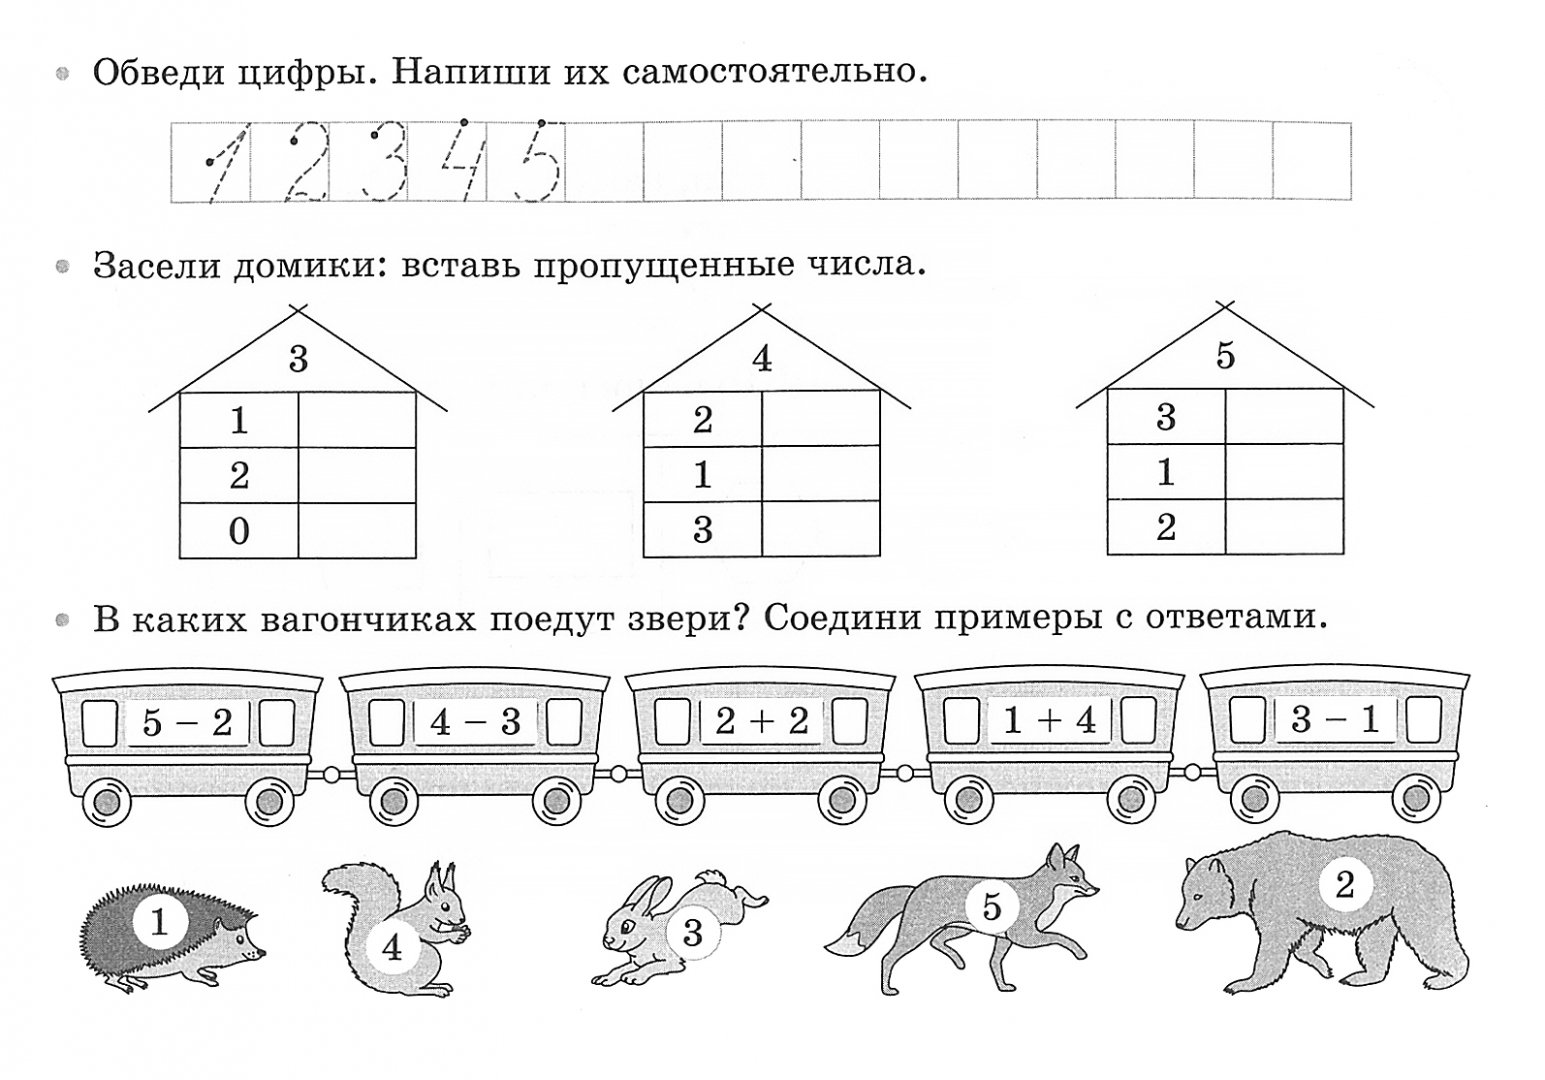 Обведи цифры. Напиши их самостоятельно.
1 2 3 4 5
Засели домики: вставь пропущенные числа.
3 4 5
1 2 3
2 1 1
0 3 2
В каких вагончиках поедут звери? Соедини примеры с ответами.
5 – 2 4 – 3 2 + 2 1 + 4 3 – 1
1 4 3 5 2